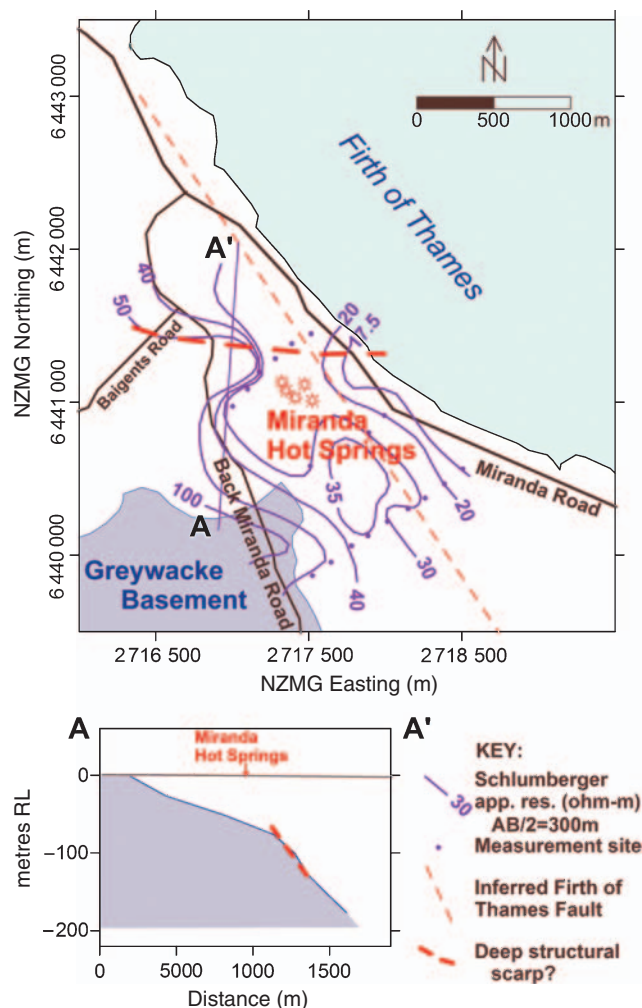 6 443 000
6 442 000
6 441 000
6 440 000
NZMG Northing (m)
N
0 500 1000 m
Firth of Thames
A'
40
50
20
7·5
Baigents Road
Miranda
Hot Springs
Miranda Road
Back Miranda Road
100
35
20
30
40
A
Greywacke
Basement
2716 500 2717 500 2718 500
NZMG Easting (m)
A A'
Miranda
Hot Springs
metres RL
0
−100
−200
0 5000 1000 1500
Distance (m)
KEY:
30
Schlumberger
app. res. (ohm-m)
AB/2=300m
Measurement site
Inferred Firth of
Thames Fault
Deep structural
scarp?